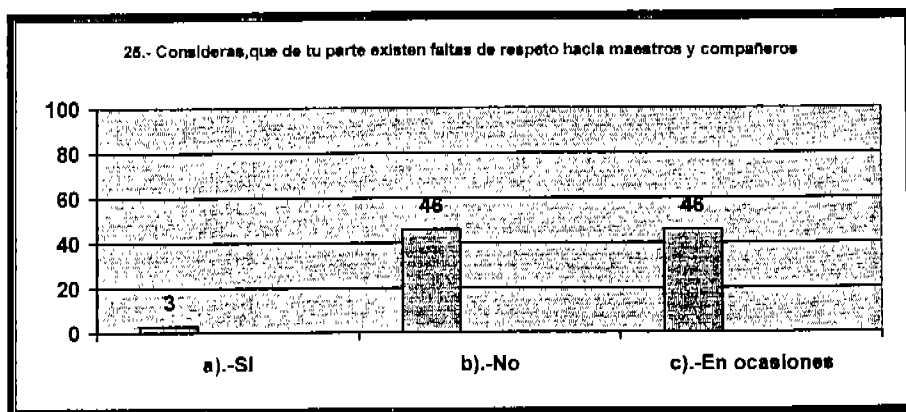 25.- Consideras,que de tu parte existen faltas de respeto hacia maestros y compañeros
100
80
60
40
20
0
3
46
46
a).-SI
b).-No
c).-En ocasiones